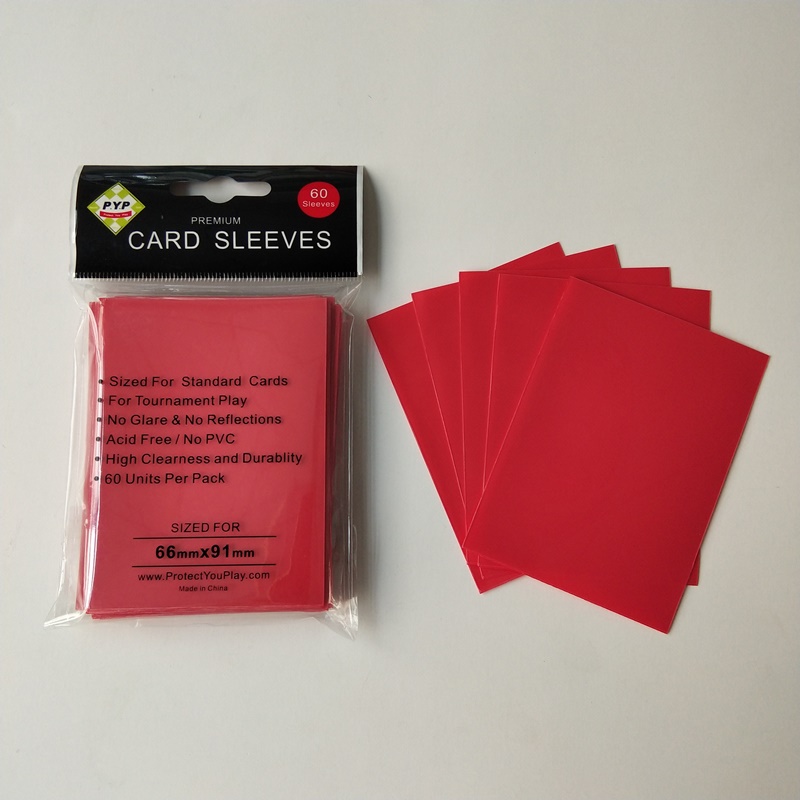 P.Y.P
60
Sleeves
PREMIUM
CARD SLEEVES
• Sized For Standard Cards
• For Tournament Play
• No Glare & No Reflections
• Acid Free / No PVC
• High Clearness and Durablity
• 60 Units Per Pack
SIZED FOR
66mmx91mm
www.ProtectYouPlay.com
Made in China